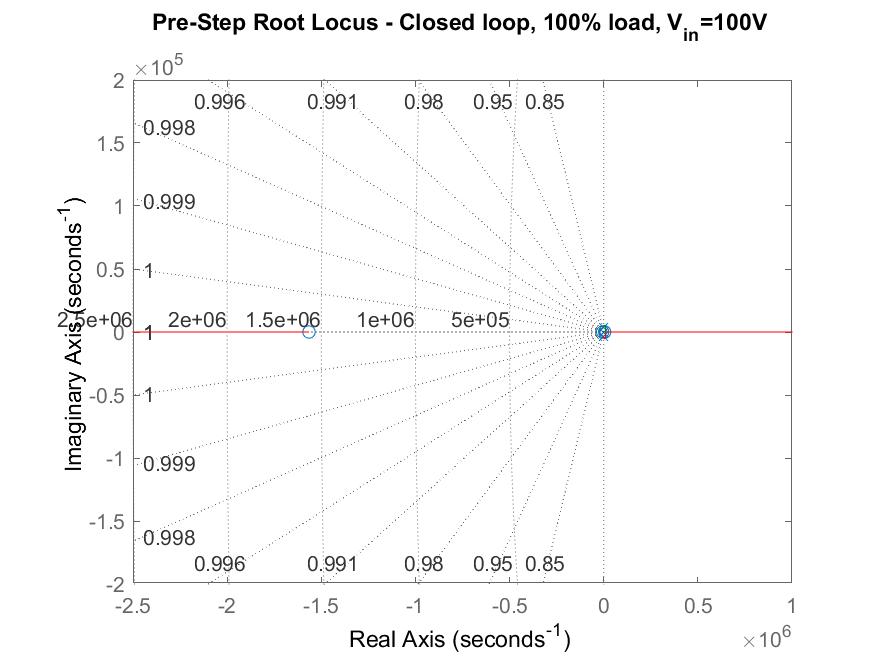 Pre-Step Root Locus - Closed loop, 100% load, V_in=100V
×10^5
2
0.996 0.991 0.98 0.95 0.85
0.998
1.5
0.999
1
1
0.5
2.5e+06 2e+06 1.5e+06 1e+06 5e+05
0
1
-0.5
1
-1
0.999
-1.5
0.998
0.996 0.991 0.98 0.95 0.85
-2
Imaginary Axis (seconds^-1)
-2.5 -2 -1.5 -1 -0.5 0 0.5 1
Real Axis (seconds^-1)
×10^6